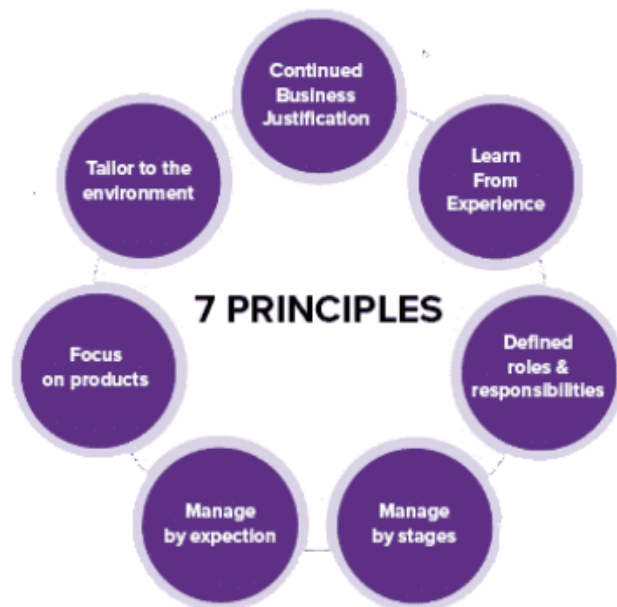 Continued
Business
Justification
Learn
From
Experience
Defined
roles &
responsibilities
Manage
by stages
Manage
by expection
Focus
on products
Tailor to the
environment
7 PRINCIPLES